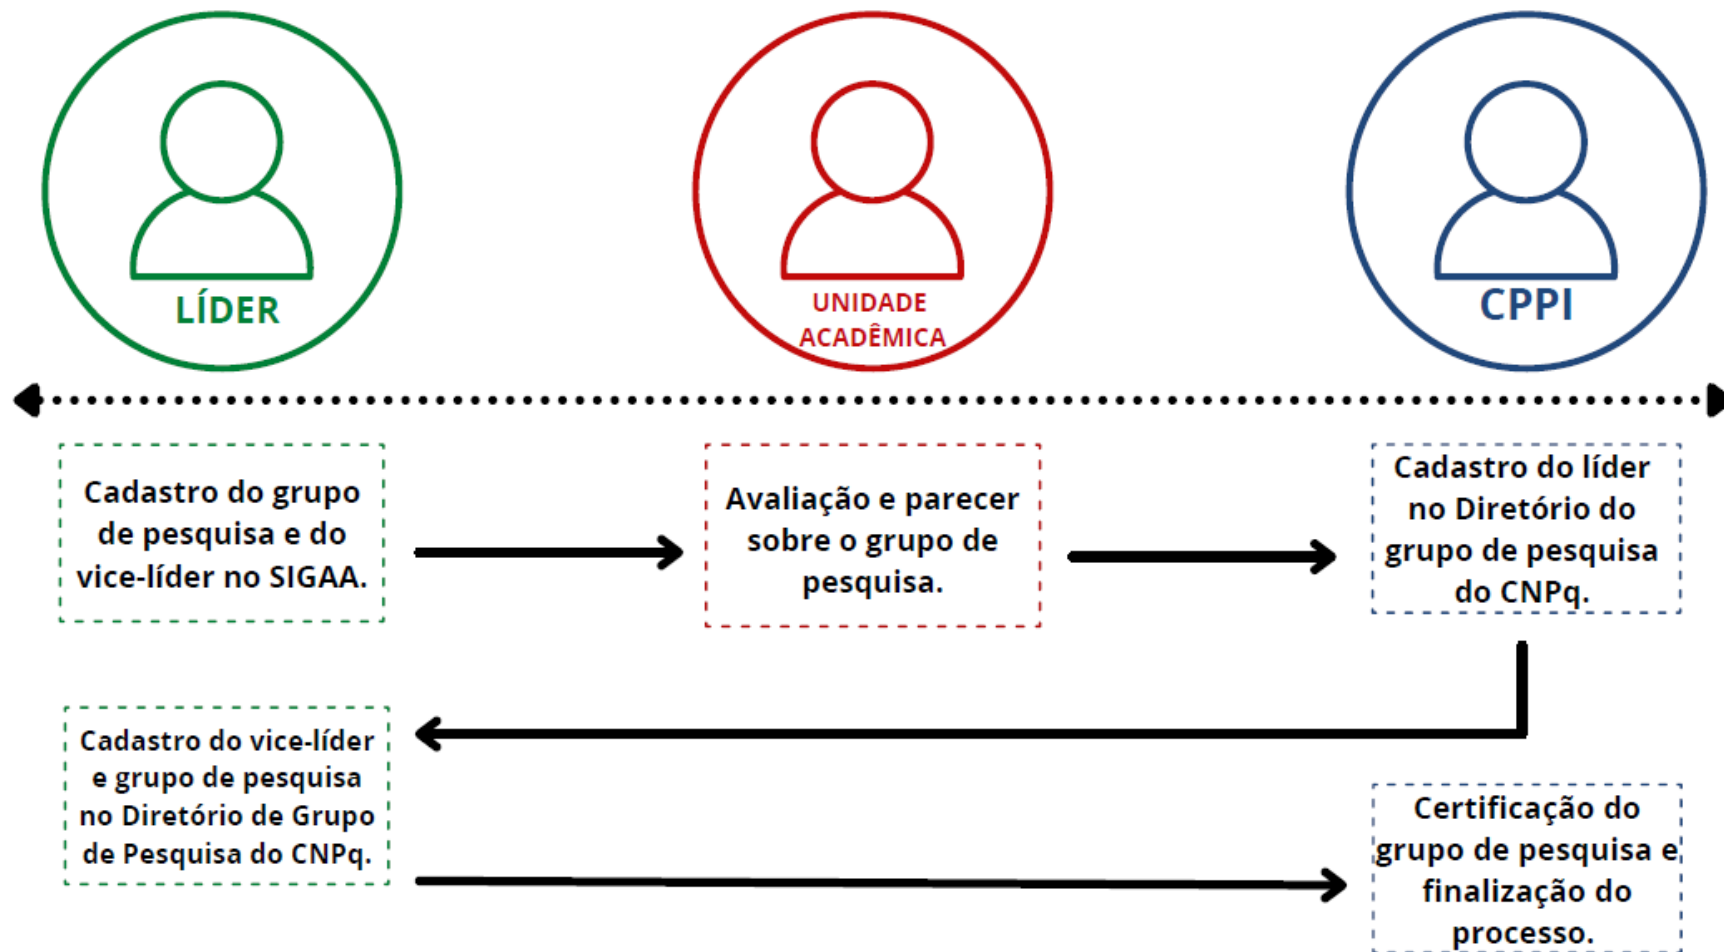 LÍDER
UNIDADE
ACADÊMICA
CPPI
Cadastro do grupo
de pesquisa e do
vice-líder no SIGAA.
Avaliação e parecer
sobre o grupo de
pesquisa.
Cadastro do líder
no Diretório do
grupo de pesquisa
do CNPq.
Cadastro do vice-líder
e grupo de pesquisa
no Diretório de Grupo
de Pesquisa do CNPq.
Certificação do
grupo de pesquisa e
finalização do
processo.